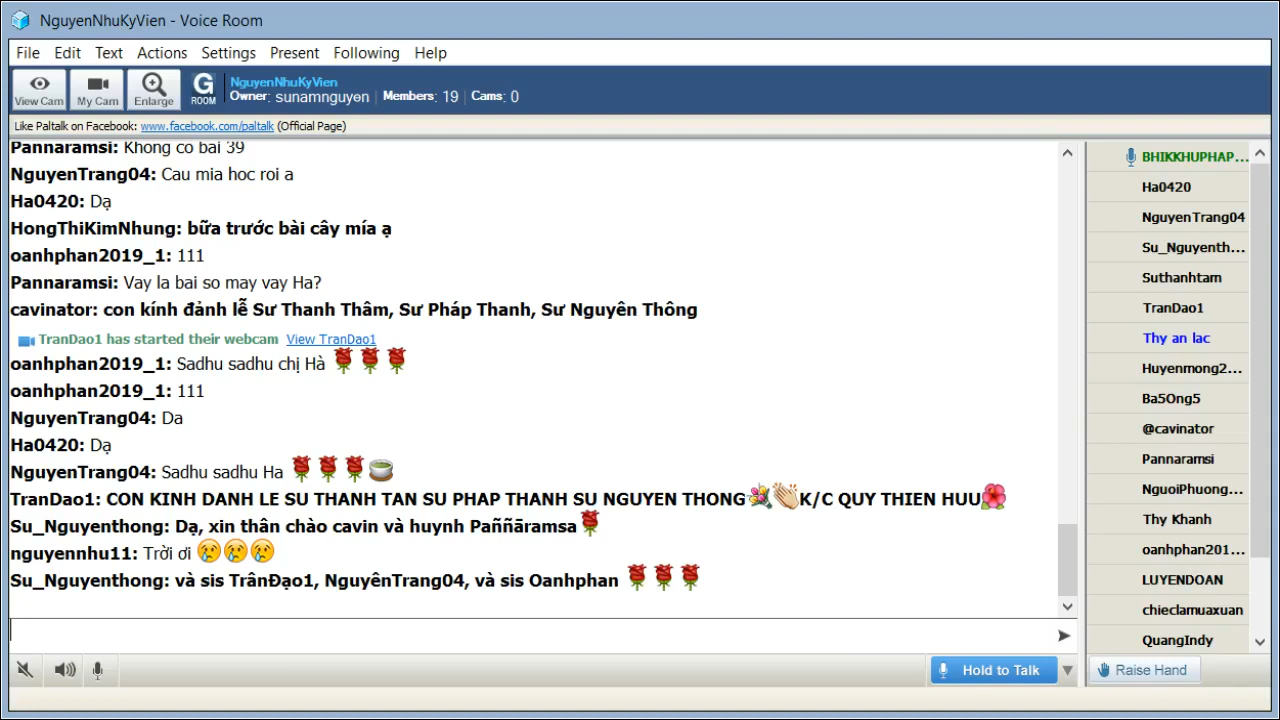 NguyenNhuKyVien - Voice Room
File Edit Text Actions Settings Present Following Help
View Cam My Cam Enlarge G ROOM
NguyenNhuKyVien
Owner: sunamnguyen Members: 19 Cams: 0
Like Paltalk on Facebook: www.facebook.com/paltalk (Official Page)
Pannaramsi: Khong co bai 39
NguyenTrang04: Cau mia hoc roi a
Ha0420: Dạ
HongThiKimNhung: bữa trước bài cây mía ạ
oanhphan2019_1: 111
Pannaramsi: Vay la bai so may vay Ha?
cavinator: con kính đảnh lễ Sư Thanh Thâm, Sư Pháp Thanh, Sư Nguyên Thông
TranDao1 has started their webcam View TranDao1
oanhphan2019_1: Sadhu sadhu chị Hà
oanhphan2019_1: 111
NguyenTrang04: Da
Ha0420: Dạ
NguyenTrang04: Sadhu sadhu Ha
TranDao1: CON KINH DANH LE SU THANH TAN SU PHAP THANH SU NGUYEN THONG K/C QUY THIEN HUU
Su_Nguyenthong: Dạ, xin thân chào cavin và huynh Paññāramsa
nguyennhu11: Trời ơi
Su_Nguyenthong: và sis TrânĐạo1, NguyênTrang04, và sis Oanhphan
Hold to Talk
BHIKKHUPHAP...
Ha0420
NguyenTrang04
Su_Nguyenth...
Suthanhtam
TranDao1
Thy an lac
Huyenmong2...
Ba5Ong5
@cavinator
Pannaramsi
NguoiPhuong...
Thy Khanh
oanhphan201...
LUYENDOAN
chieclamuaxuan
QuangIndy
Raise Hand